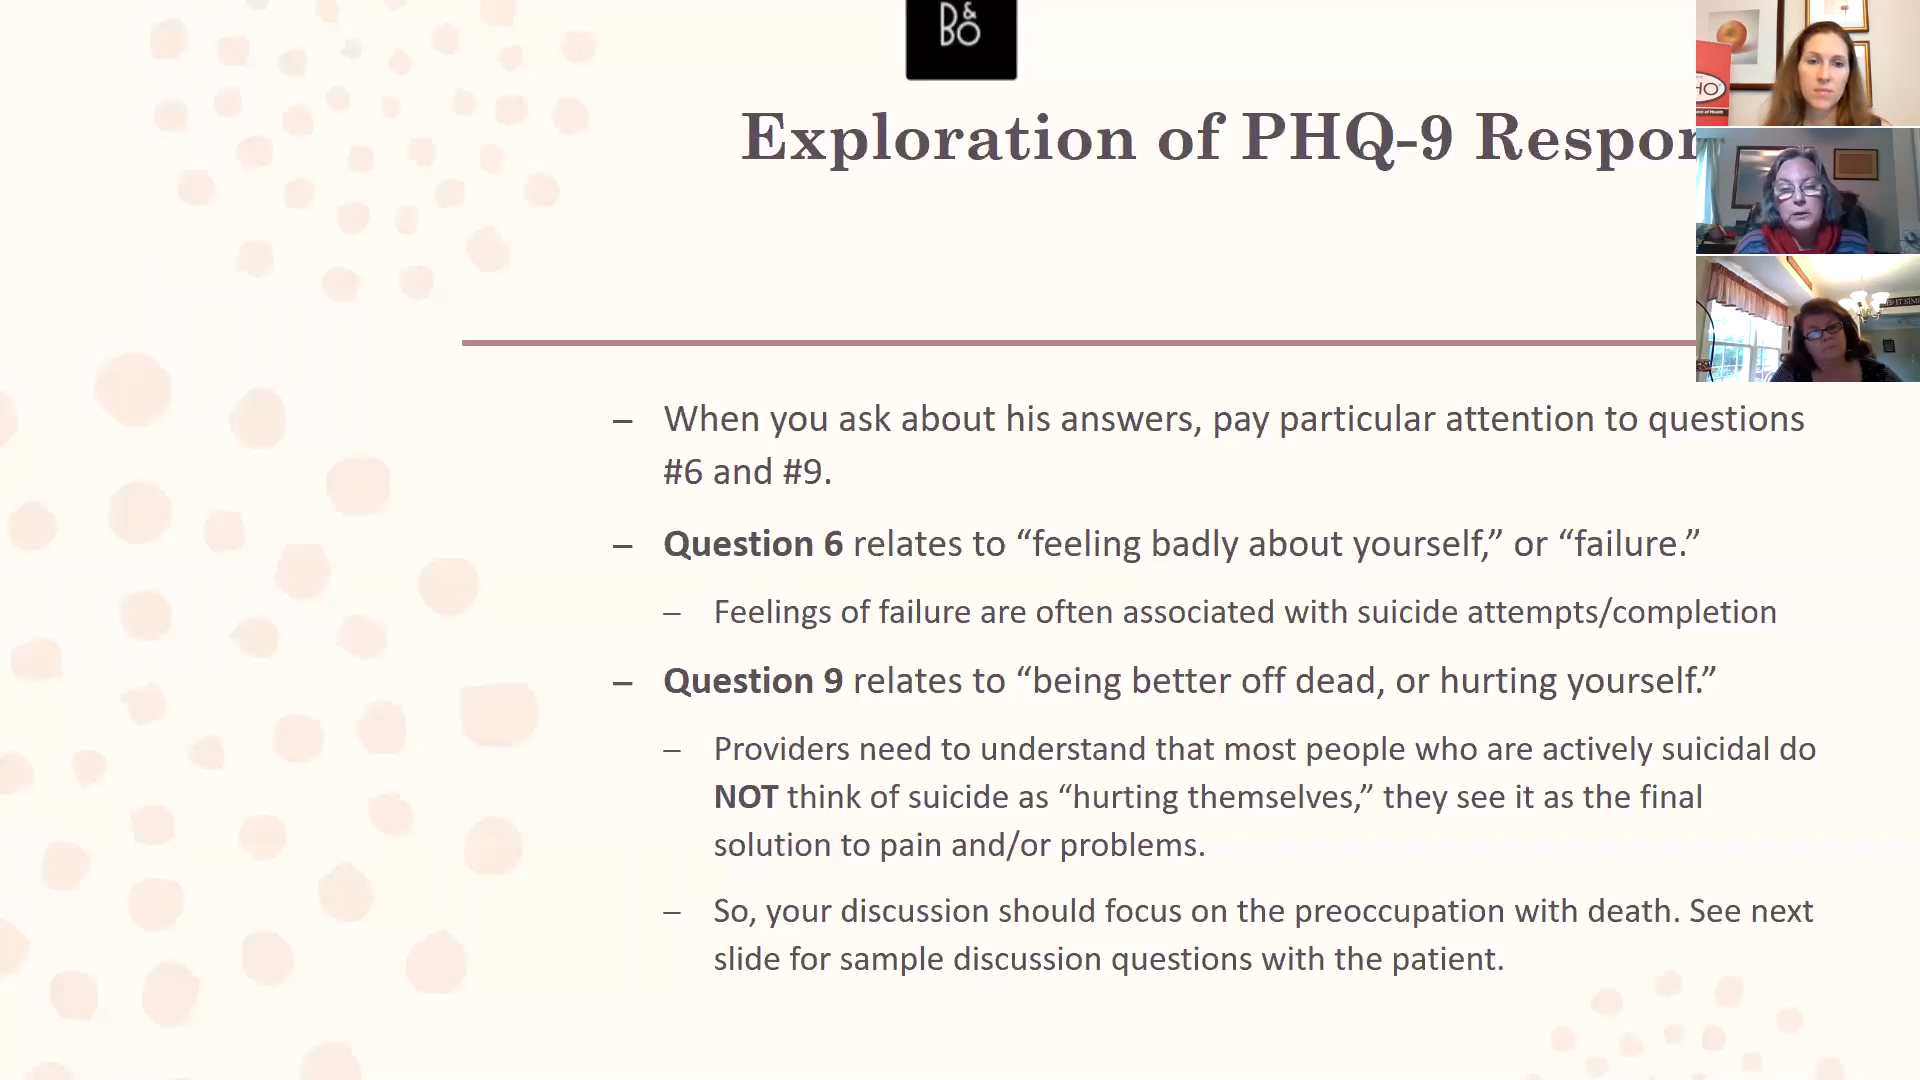 B&O
Exploration of PHQ-9 Respon
HO
– When you ask about his answers, pay particular attention to questions
#6 and #9.
– Question 6 relates to “feeling badly about yourself,” or “failure.”
– Feelings of failure are often associated with suicide attempts/completion
– Question 9 relates to “being better off dead, or hurting yourself.”
– Providers need to understand that most people who are actively suicidal do
NOT think of suicide as “hurting themselves,” they see it as the final
solution to pain and/or problems.
– So, your discussion should focus on the preoccupation with death. See next
slide for sample discussion questions with the patient.